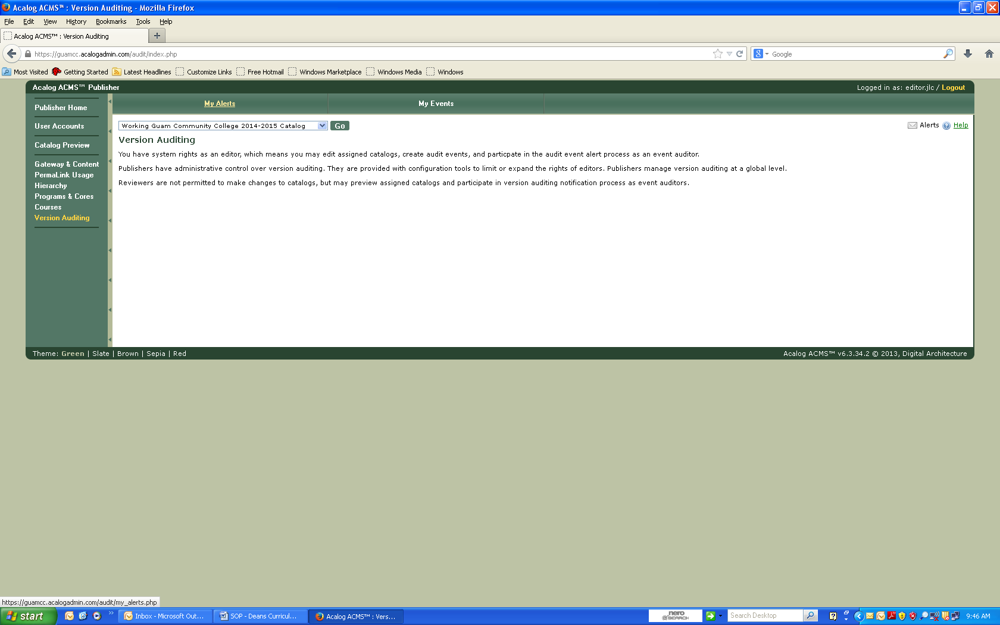 Acalog ACMS™ : Version Auditing - Mozilla Firefox
File Edit View History Bookmarks Tools Help
Acalog ACMS™ : Version Auditing
https://guamcc.acalogadmin.com/audit/index.php
Google
Most Visited Getting Started Latest Headlines Customize Links Free Hotmail Windows Marketplace Windows Media Windows
Acalog ACMS™ Publisher
Logged in as: editor.jlc / Logout
Publisher Home
User Accounts
Catalog Preview
Gateway & Content
PermaLink Usage
Hierarchy
Programs & Cores
Courses
Version Auditing
My Alerts My Events
Working Guam Community College 2014-2015 Catalog Go
Alerts Help
Version Auditing
You have system rights as an editor, which means you may edit assigned catalogs, create audit events, and particpate in the audit event alert process as an event auditor.
Publishers have administrative control over version auditing. They are provided with configuration tools to limit or expand the rights of editors. Publishers manage version auditing at a global level.
Reviewers are not permitted to make changes to catalogs, but may preview assigned catalogs and participate in version auditing notification process as event auditors.
Theme: Green | Slate | Brown | Sepia | Red
Acalog ACMS™ v6.3.34.2 © 2013, Digital Architecture
https://guamcc.acalogadmin.com/audit/my_alerts.php
start
Inbox - Microsoft Out...
SOP - Deans Curricul...
Acalog ACMS™ : Vers...
nero
SEARCH
Search Desktop
9:46 AM